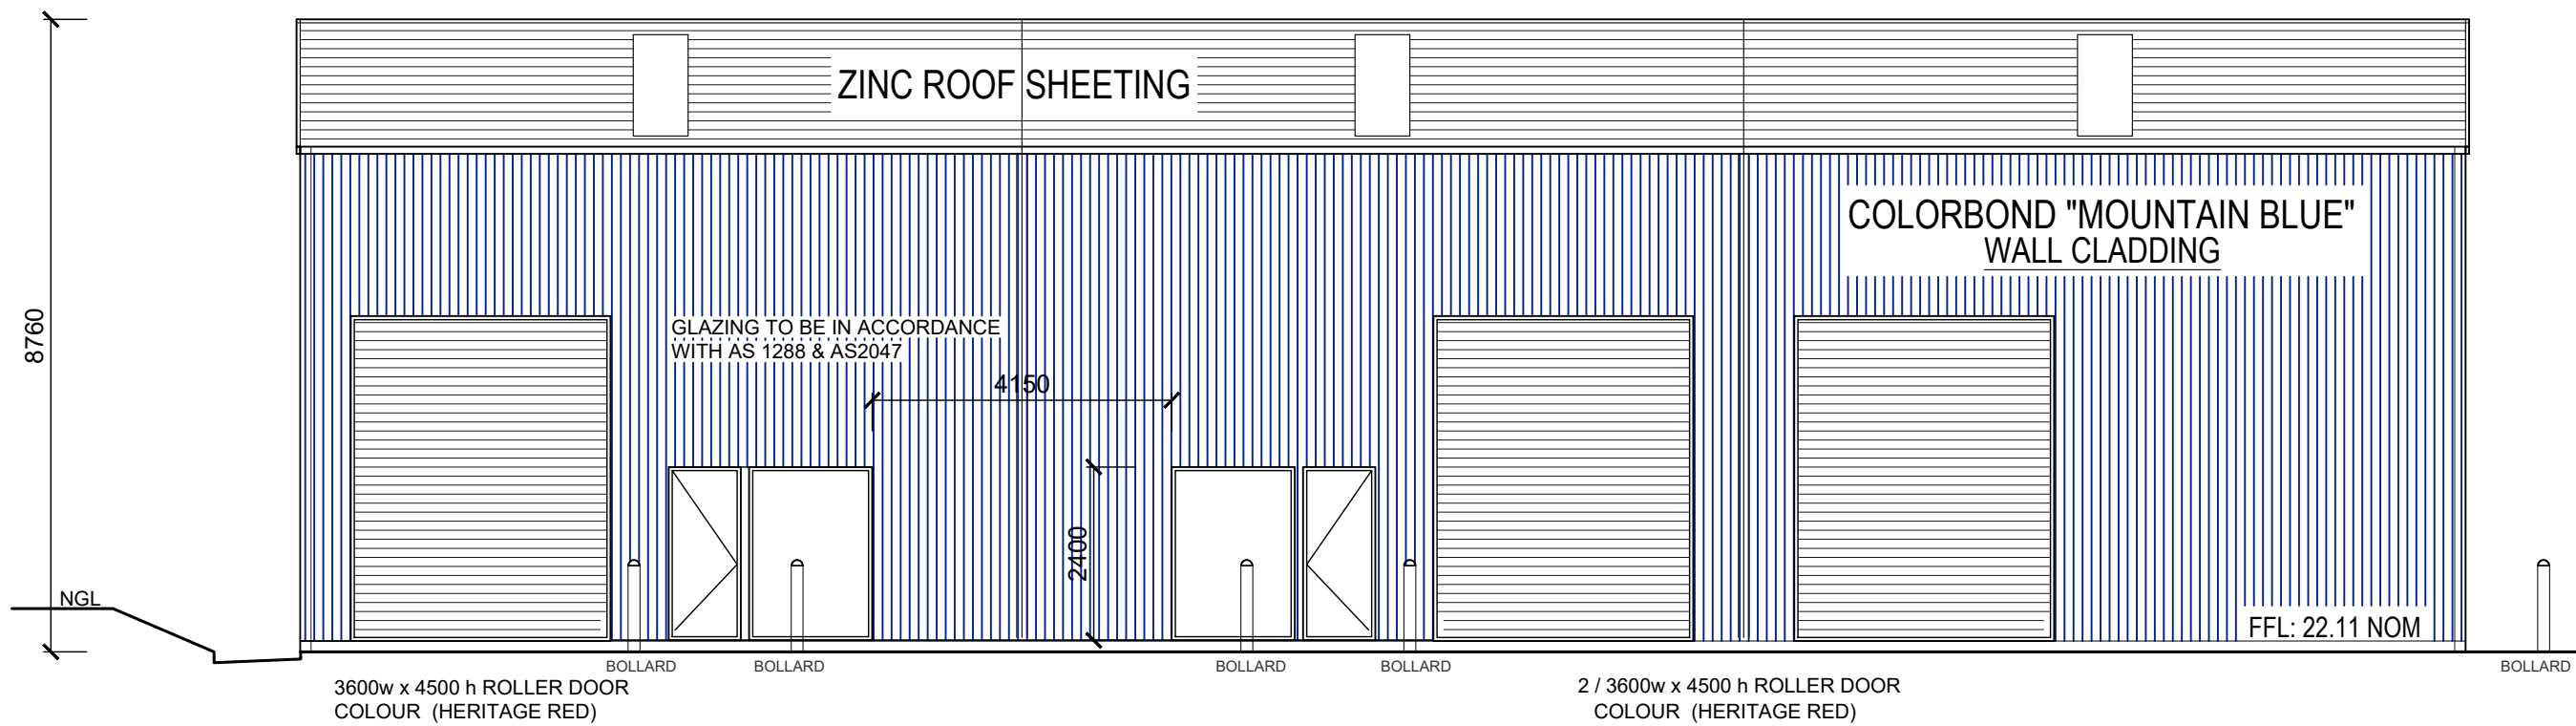 ZINC ROOF SHEETING
COLORBOND "MOUNTAIN BLUE"
WALL CLADDING
8760
GLAZING TO BE IN ACCORDANCE
WITH AS 1288 & AS2047
4150
2400
NGL
FFL: 22.11 NOM
BOLLARD
BOLLARD
BOLLARD
BOLLARD
BOLLARD
3600w x 4500 h ROLLER DOOR
COLOUR (HERITAGE RED)
2 / 3600w x 4500 h ROLLER DOOR
COLOUR (HERITAGE RED)